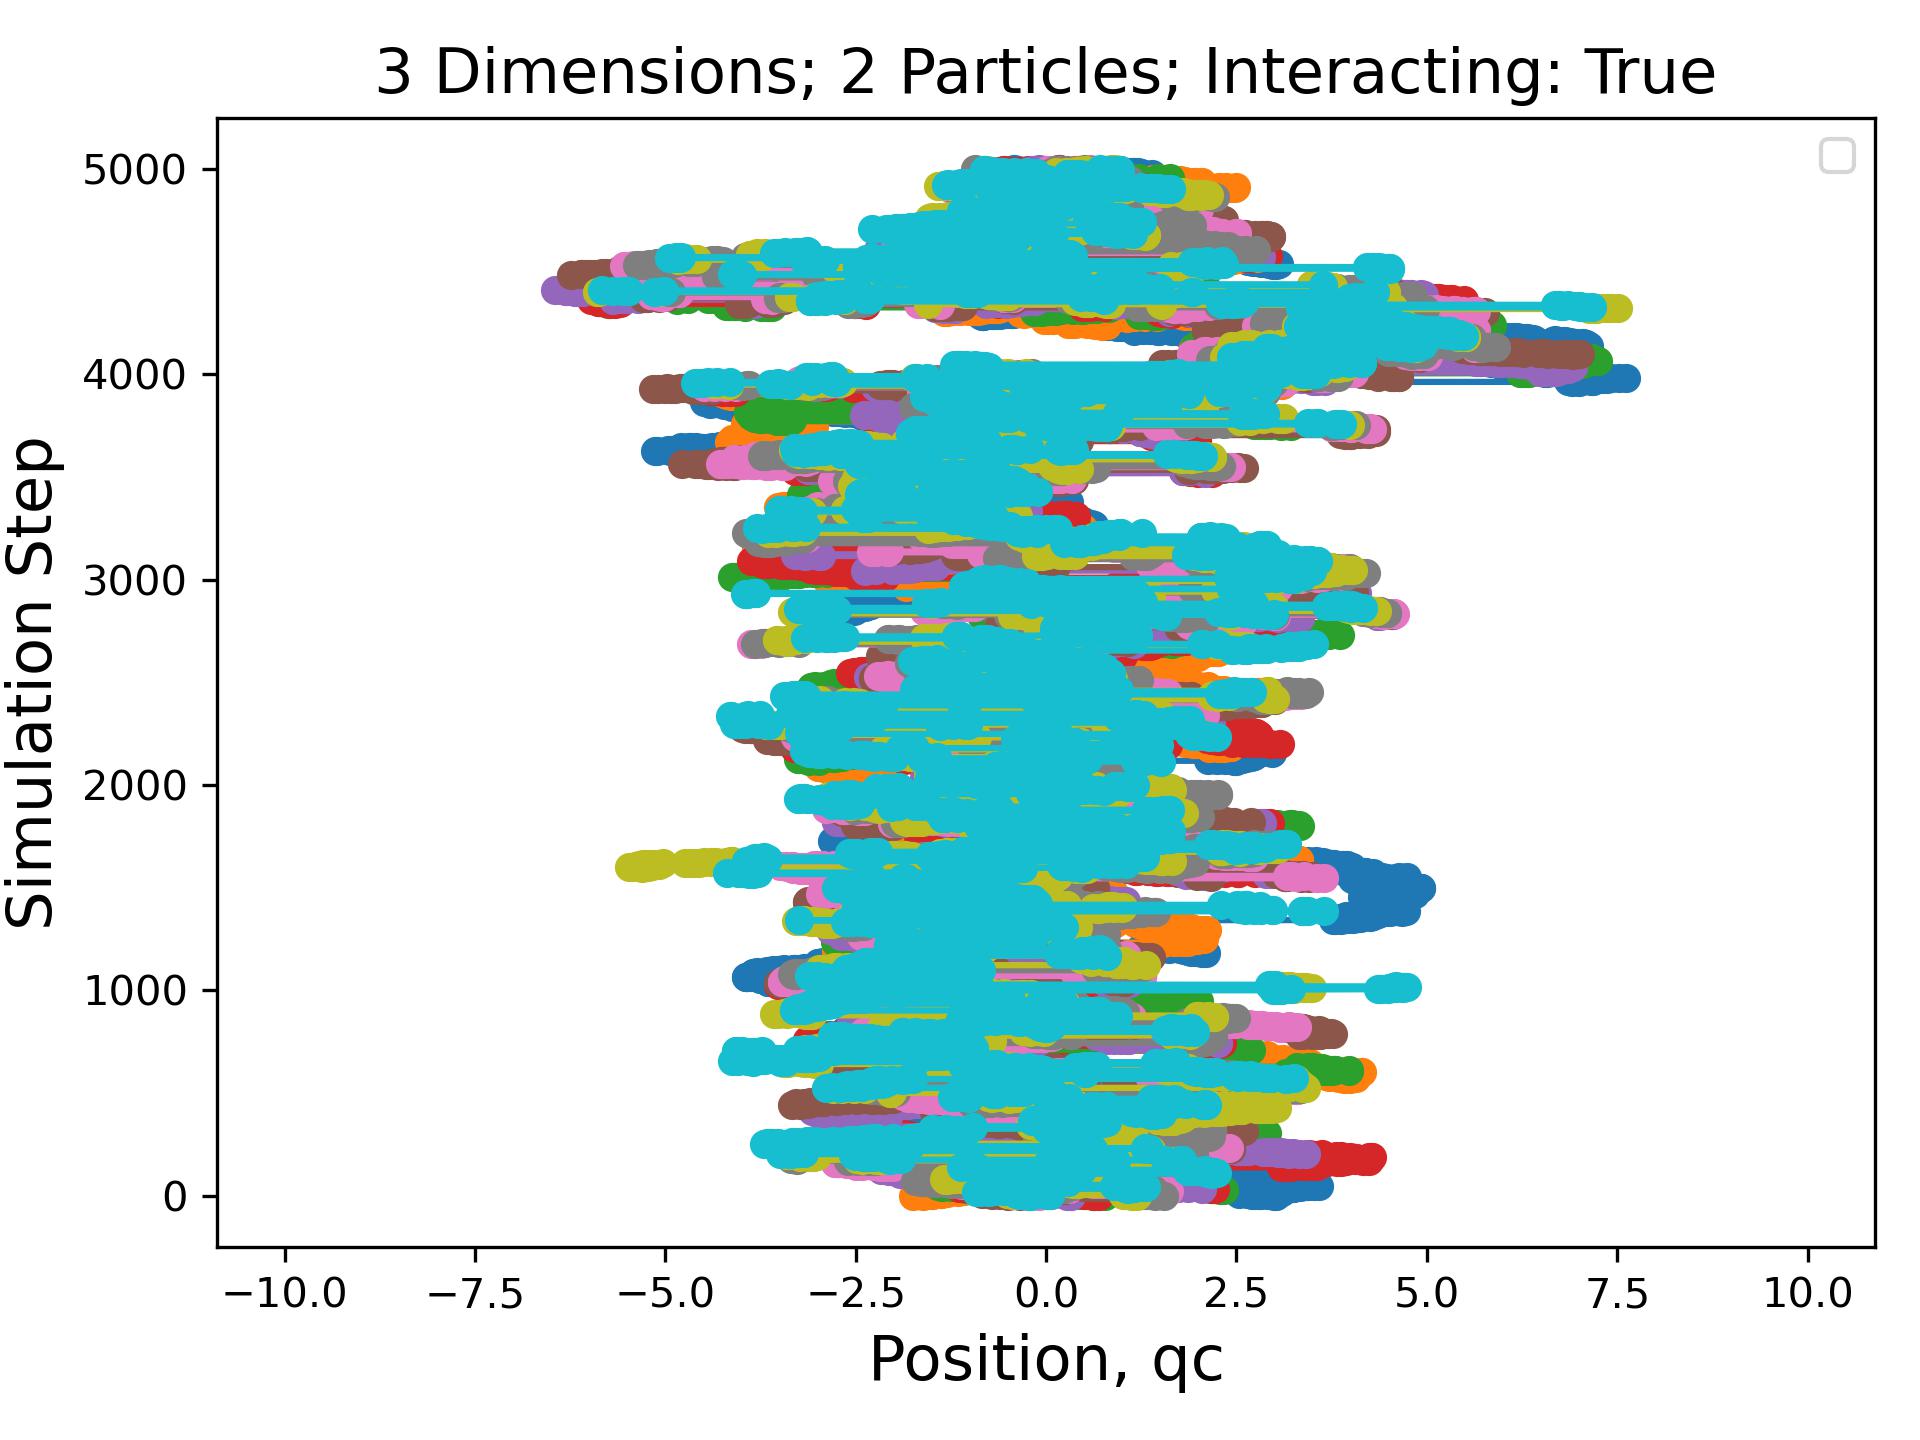 3 Dimensions; 2 Particles; Interacting: True
5000
4000
3000
2000
1000
0
Simulation Step
−10.0 −7.5 −5.0 −2.5 0.0 2.5 5.0 7.5 10.0
Position, qc